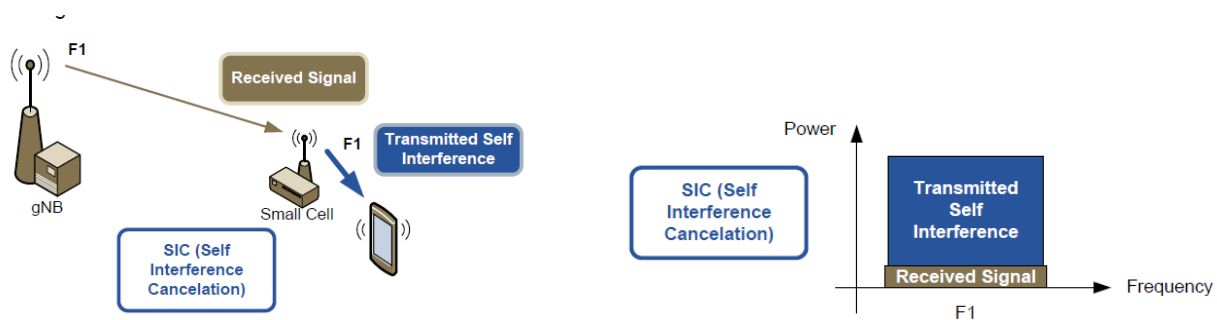 F1
Received Signal
F1
Transmitted Self
Interference
gNB
Small Cell
SIC (Self
Interference
Cancelation)
Power
SIC (Self
Interference
Cancelation)
Transmitted
Self
Interference
Received Signal
Frequency
F1